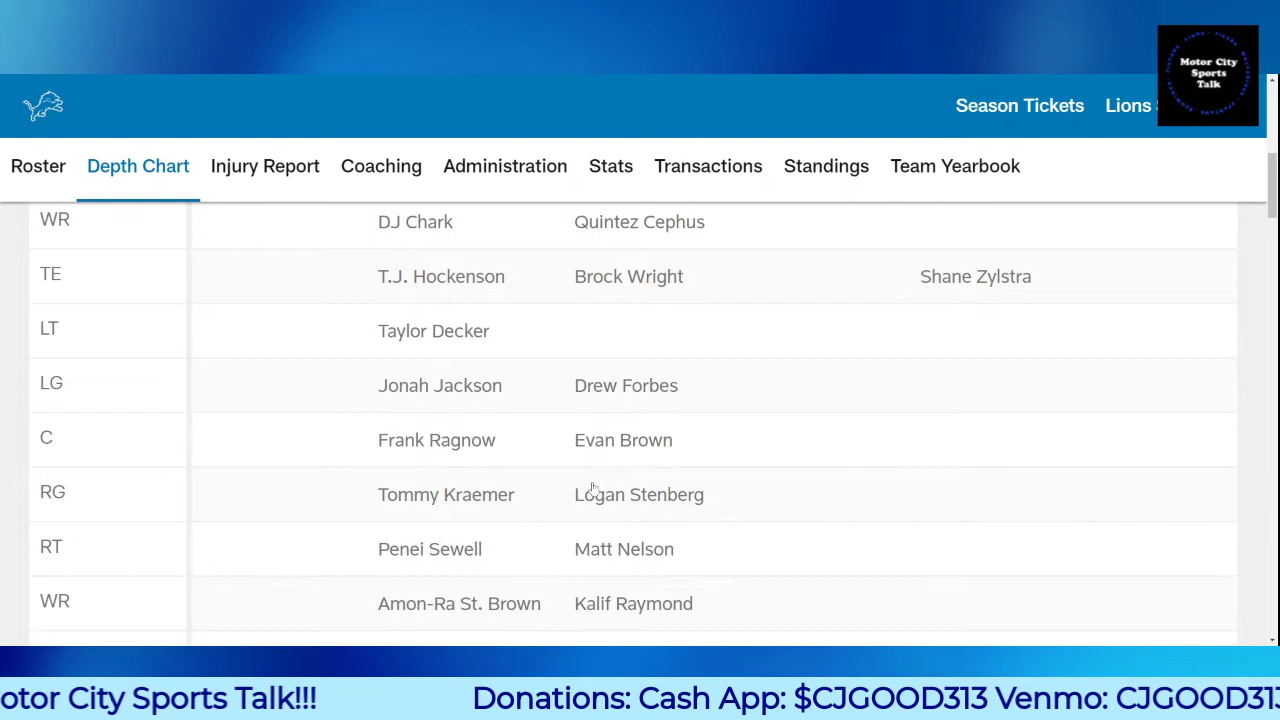 Motor City
Sports
Talk
Season Tickets Lions S
Roster Depth Chart Injury Report Coaching Administration Stats Transactions Standings Team Yearbook
WR DJ Chark Quintez Cephus
TE T.J. Hockenson Brock Wright Shane Zylstra
LT Taylor Decker
LG Jonah Jackson Drew Forbes
C Frank Ragnow Evan Brown
RG Tommy Kraemer Logan Stenberg
RT Penei Sewell Matt Nelson
WR Amon-Ra St. Brown Kalif Raymond
otor City Sports Talk!!! Donations: Cash App: $CJGOOD313 Venmo: CJGOOD313